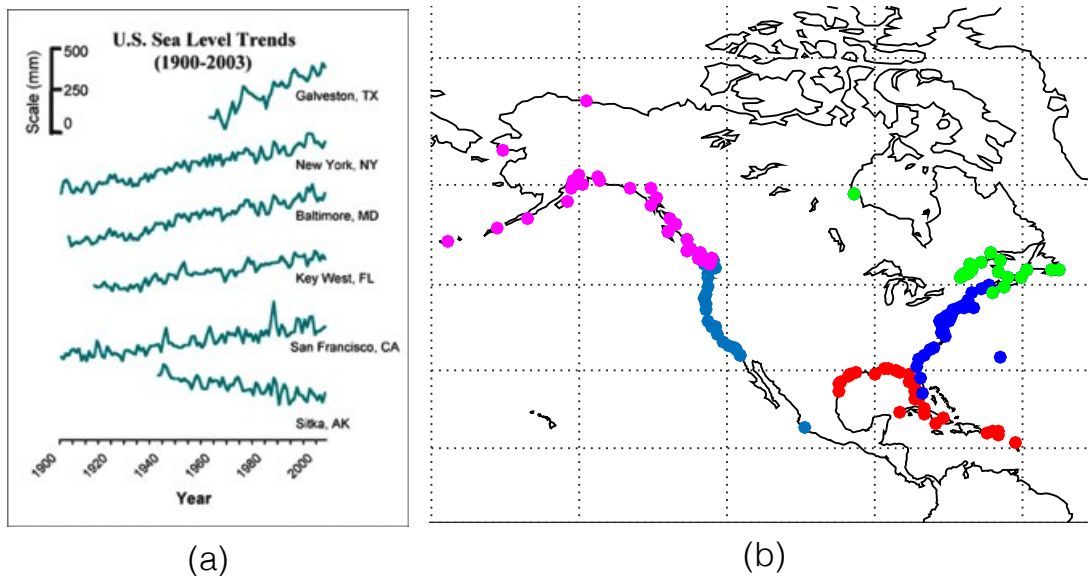 U.S. Sea Level Trends
(1900-2003)
500
250
0
Scale (mm)
Galveston, TX
New York, NY
Baltimore, MD
Key West, FL
San Francisco, CA
Sitka, AK
1900 1920 1940 1960 1980 2000
Year
(a)
(b)